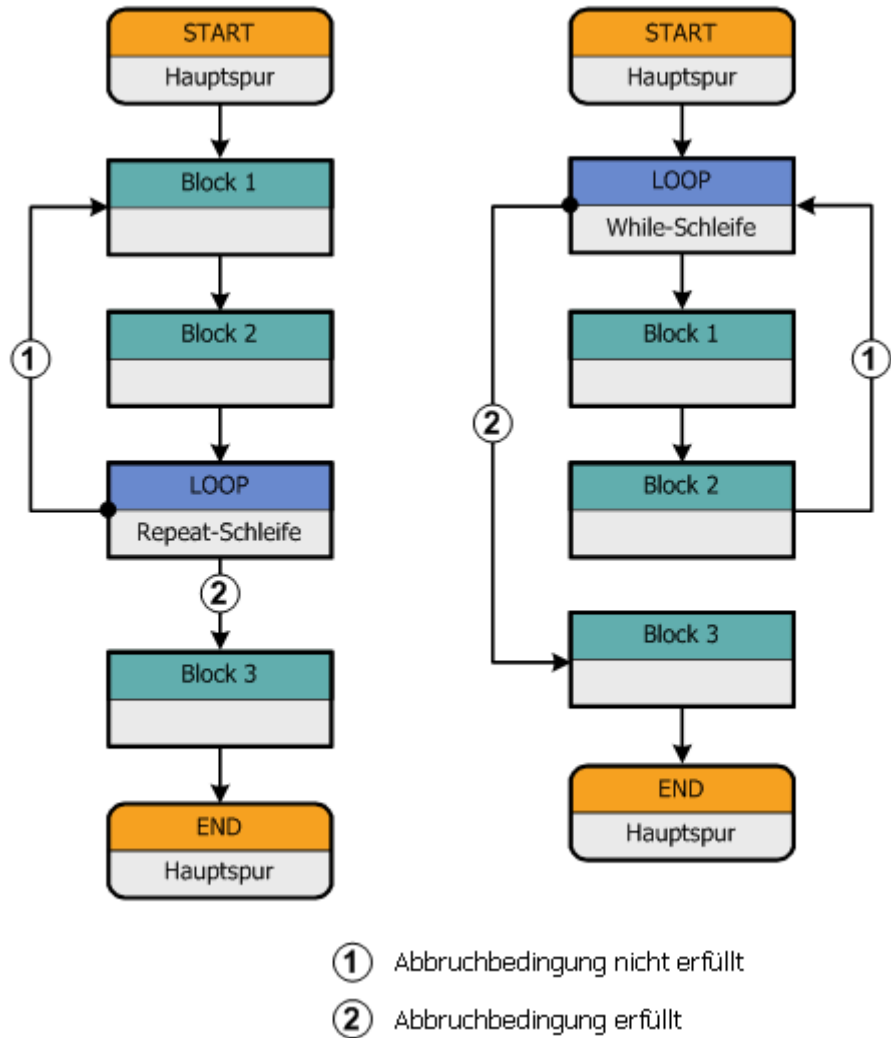 START
Hauptspur
Block 1
Block 2
1
LOOP
Repeat-Schleife
2
Block 3
END
Hauptspur
START
Hauptspur
LOOP
While-Schleife
Block 1
1
2
Block 2
Block 3
END
Hauptspur
1 Abbruchbedingung nicht erfüllt
2 Abbruchbedingung erfüllt